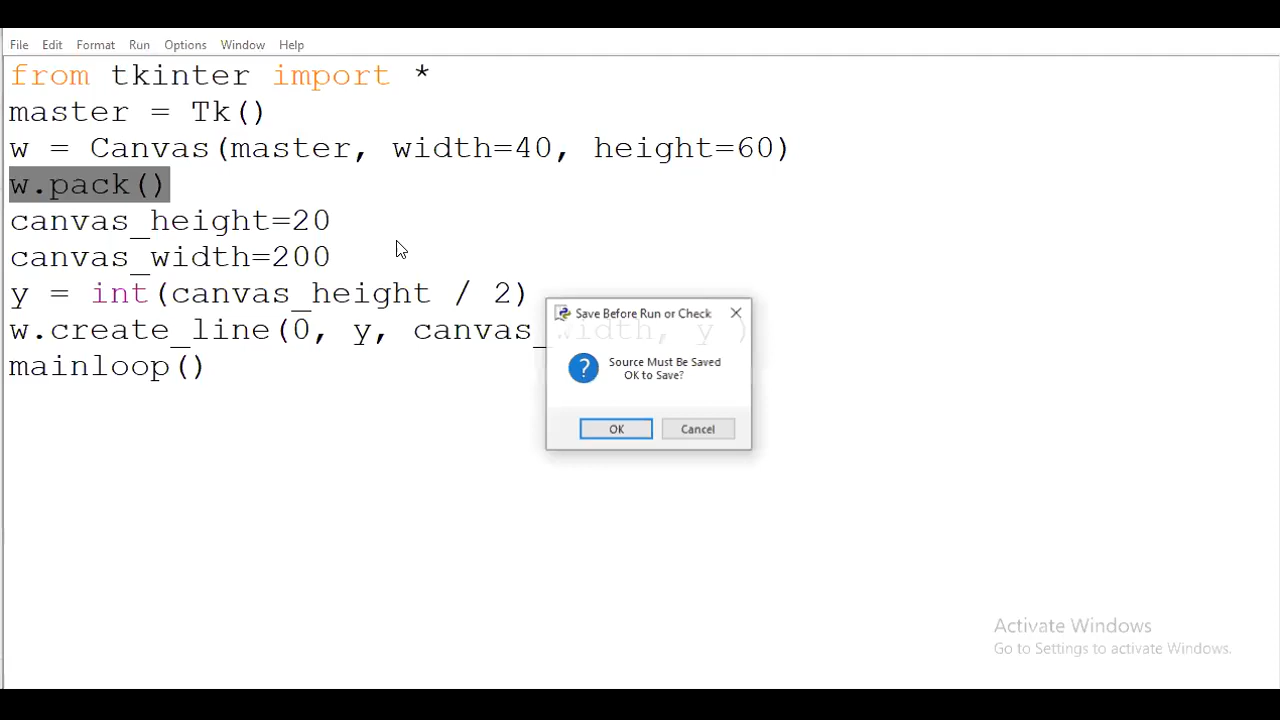 File Edit Format Run Options Window Help
from tkinter import *
master = Tk()
w = Canvas(master, width=40, height=60)
w.pack()
canvas_height=20
canvas_width=200
y = int(canvas_height / 2)
w.create_line(0, y, canvas_width, y )
mainloop()
Save Before Run or Check
Source Must Be Saved
OK to Save?
OK Cancel
Activate Windows
Go to Settings to activate Windows.